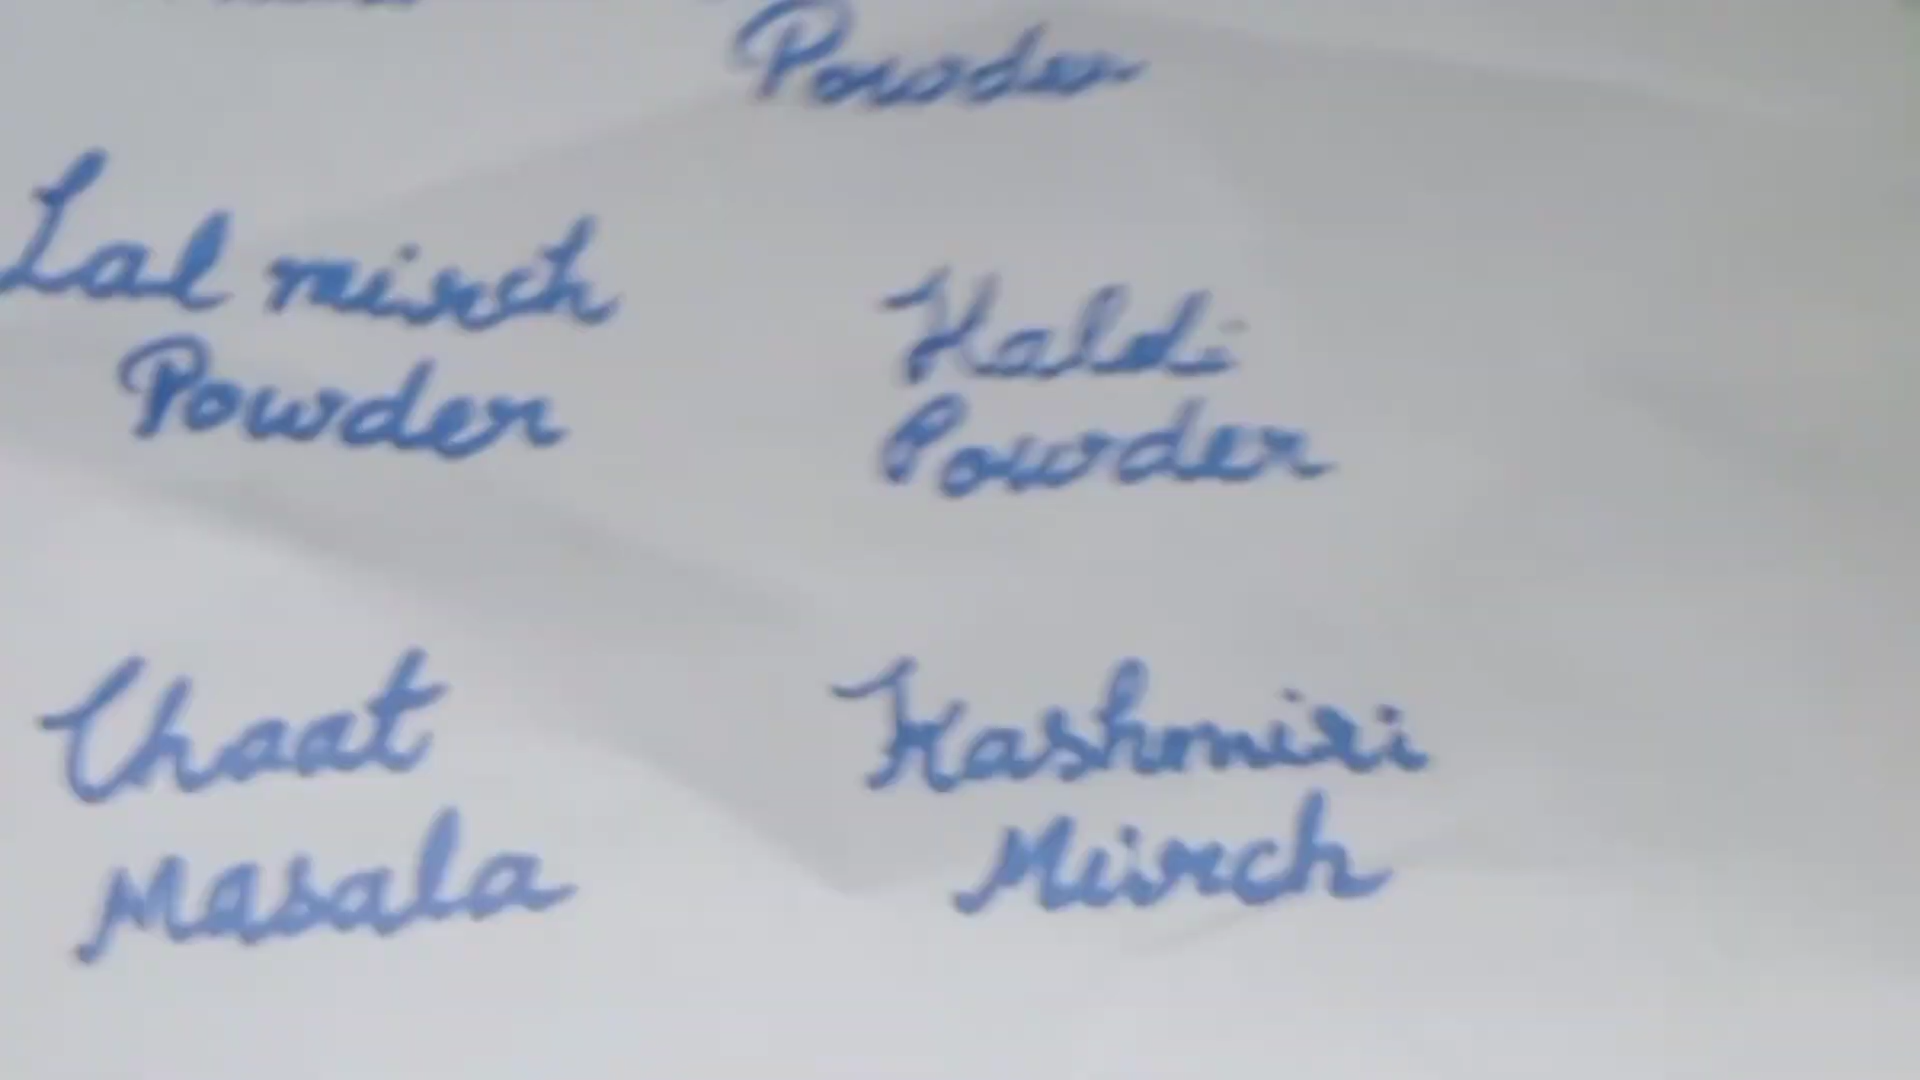 Powder
Lal mirch
Powder
Haldi
Powder
Chaat
Masala
Kashmiri
Mirch